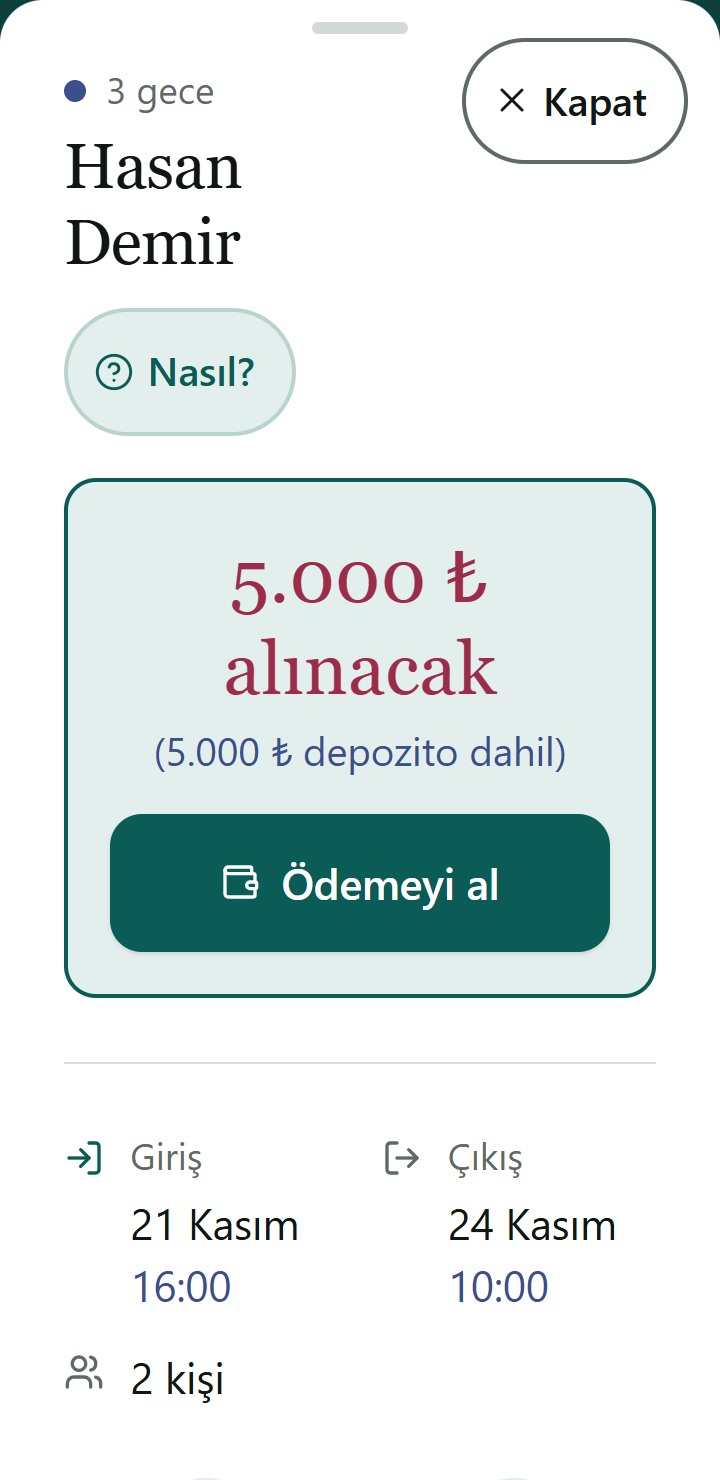 3 gece
Kapat
Hasan
Demir
Nasıl?
5.000 ₺
alınacak
(5.000 ₺ depozito dahil)
Ödemeyi al
Giriş
21 Kasım
16:00
Çıkış
24 Kasım
10:00
2 kişi